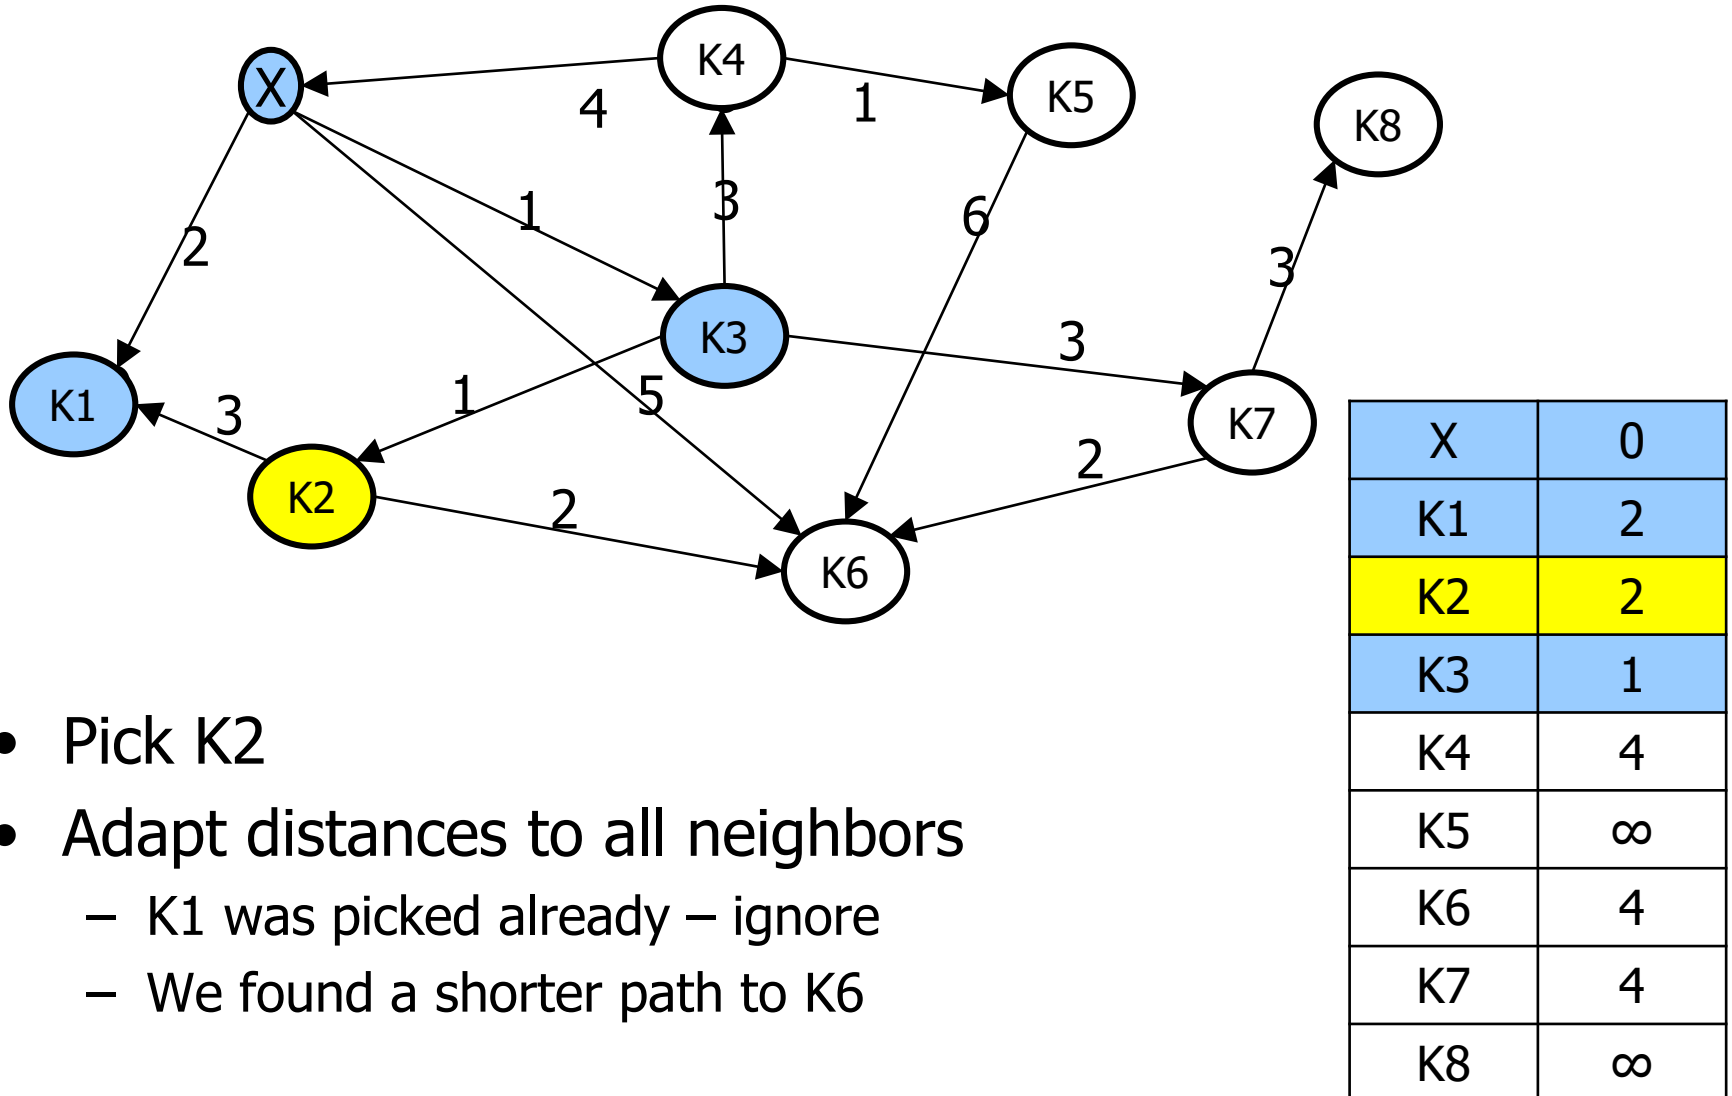 K4
X
K5
K8
4
1
1
3
6
2
3
K3
3
K1
3
1
5
K7
2
K2
2
K6
X 0
K1 2
K2 2
K3 1
K4 4
K5 ∞
K6 4
K7 4
K8 ∞
• Pick K2
• Adapt distances to all neighbors
– K1 was picked already – ignore
– We found a shorter path to K6